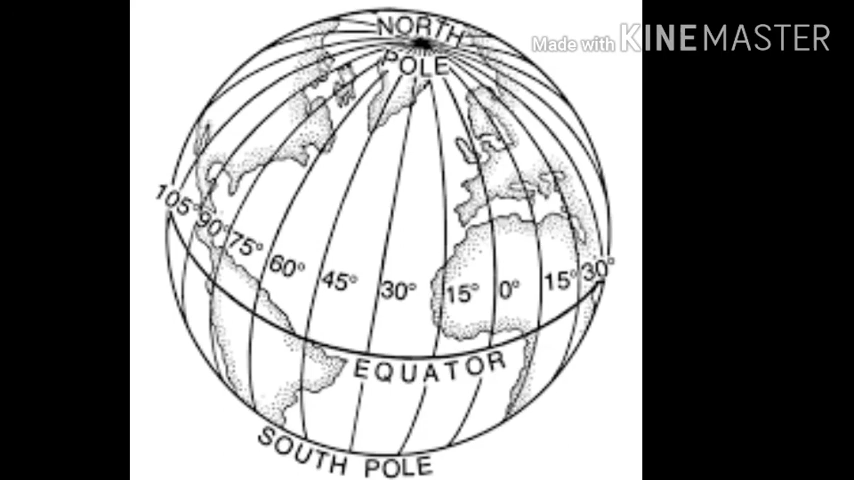 NORTH
POLE
Made with KINEMASTER
105° 90° 75° 60° 45° 30° 15° 0° 15° 30°
EQUATOR
SOUTH POLE